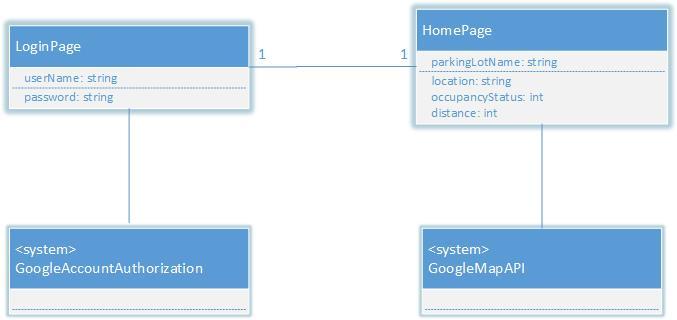 LoginPage
userName: string
password: string
1
1
HomePage
parkingLotName: string
location: string
occupancyStatus: int
distance: int
<system>
GoogleAccountAuthorization
<system>
GoogleMapAPI